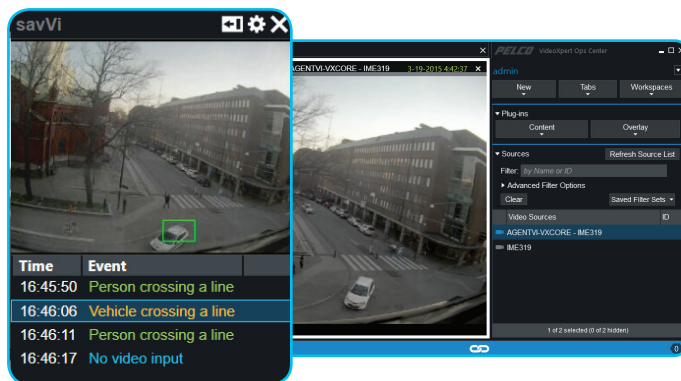 savVi
Time Event
16:45:50 Person crossing a line
16:46:06 Vehicle crossing a line
16:46:11 Person crossing a line
16:46:17 No video input
AGENTVI-VXCORE - IME319 3-19-2015 4:42:37
PELCO VideoXpert Ops Center
admin
New Tabs Workspaces
Plug-ins
Content Overlay
Sources Refresh Source List
Filter: by Name or ID
Advanced Filter Options
Clear Saved Filter Sets
Video Sources ID
AGENTVI-VXCORE - IME319
IME319
1 of 2 selected (0 of 2 hidden)
0